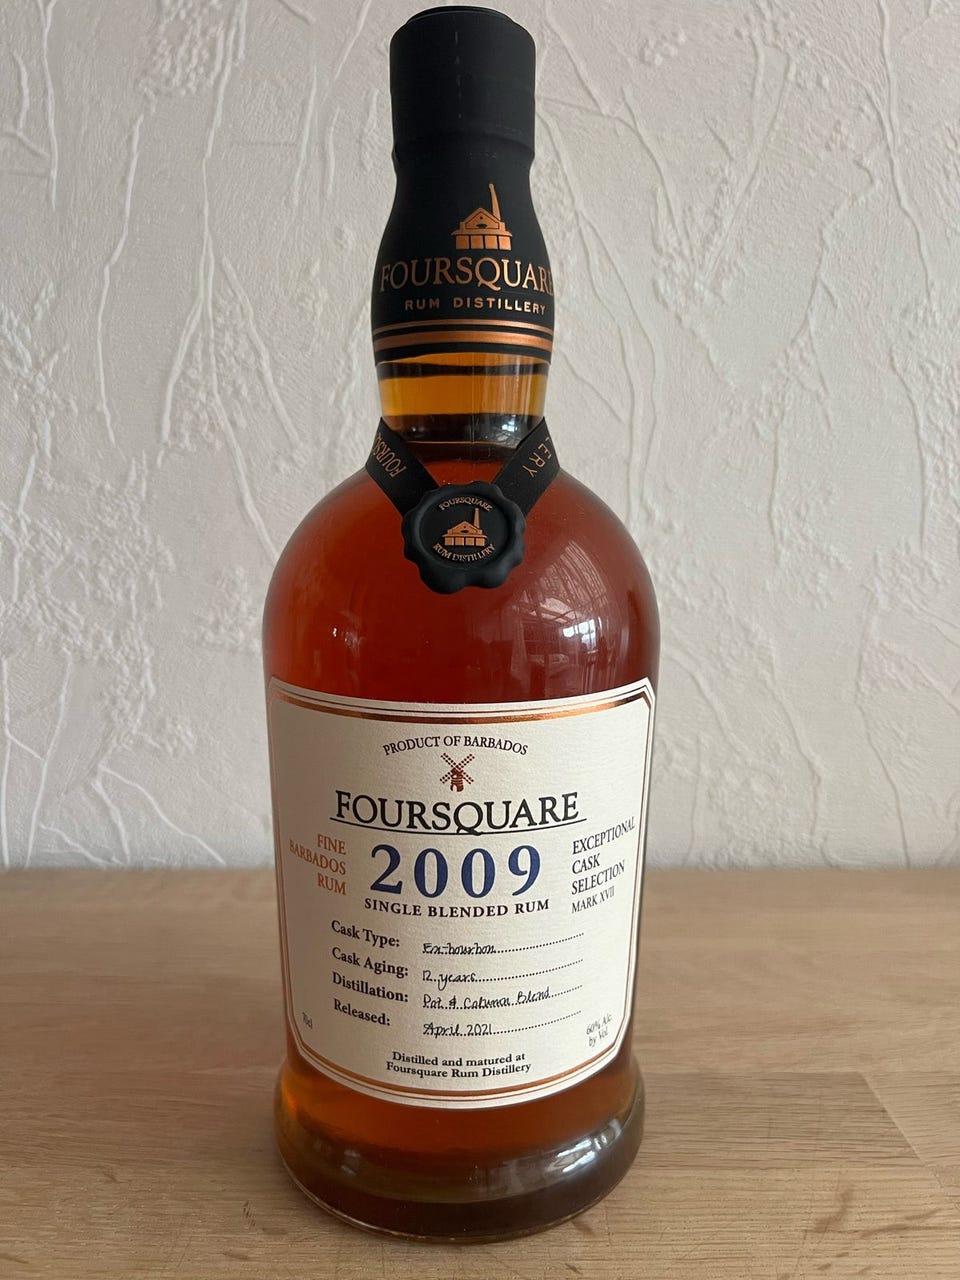 FOURSQUARE
RUM DISTILLERY
FOURSQ
LERY
FOURSQUARE
RUM DISTILLERY
PRODUCT OF BARBADOS
FOURSQUARE
FINE
BARBADOS
RUM
2009
EXCEPTIONAL
CASK
SELECTION
MARK XVII
SINGLE BLENDED RUM
Cask Type: Ex-bourbon
Cask Aging: 12 years
Distillation: Pot & Column Blend
Released: April 2021
70cl
60% Alc
by Vol
Distilled and matured at
Foursquare Rum Distillery